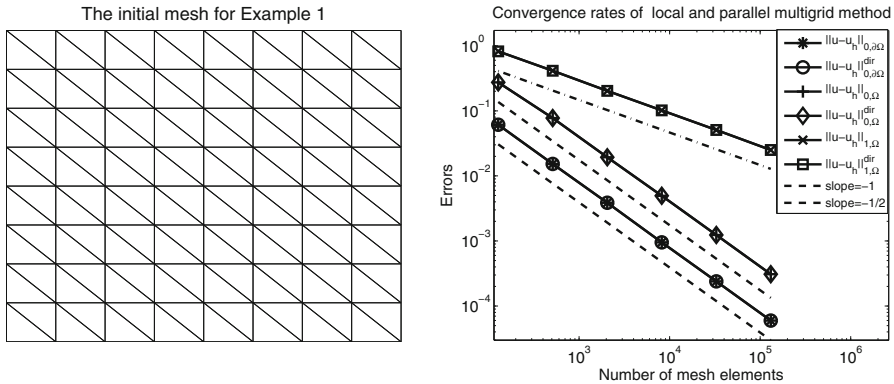 The initial mesh for Example 1
Convergence rates of local and parallel multigrid method
||u−u_h||_{0,∂Ω}
||u−u_h||^{dir}_{0,∂Ω}
||u−u_h||_{0,Ω}
||u−u_h||^{dir}_{0,Ω}
||u−u_h||_{1,Ω}
||u−u_h||^{dir}_{1,Ω}
slope=−1
slope=−1/2
Errors
10^0
10^{−1}
10^{−2}
10^{−3}
10^{−4}
10^3
10^4
10^5
10^6
Number of mesh elements